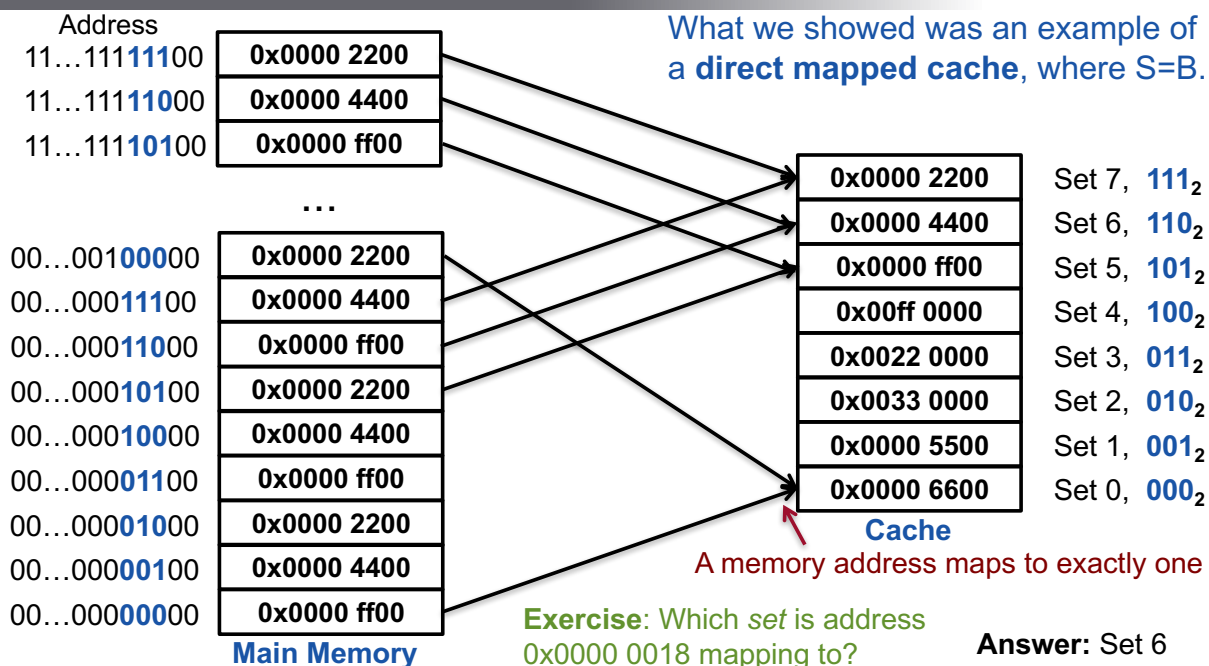 Address
What we showed was an example of
a direct mapped cache, where S=B.
11…11111100 0x0000 2200
11…11111000 0x0000 4400
11…11110100 0x0000 ff00
…
00…00100000 0x0000 2200
00…00011100 0x0000 4400
00…00011000 0x0000 ff00
00…00010100 0x0000 2200
00…00010000 0x0000 4400
00…00001100 0x0000 ff00
00…00001000 0x0000 2200
00…00000100 0x0000 4400
00…00000000 0x0000 ff00
Main Memory
0x0000 2200 Set 7, 111₂
0x0000 4400 Set 6, 110₂
0x0000 ff00 Set 5, 101₂
0x00ff 0000 Set 4, 100₂
0x0022 0000 Set 3, 011₂
0x0033 0000 Set 2, 010₂
0x0000 5500 Set 1, 001₂
0x0000 6600 Set 0, 000₂
Cache
A memory address maps to exactly one
Exercise: Which set is address
0x0000 0018 mapping to?
Answer: Set 6